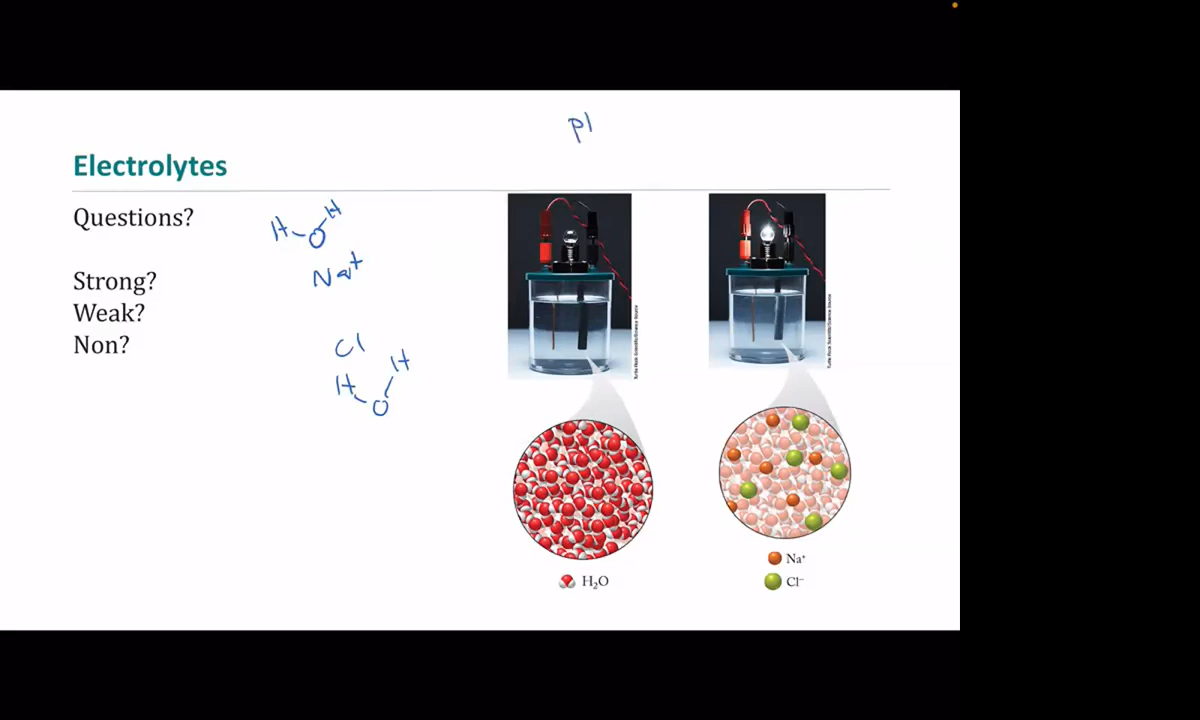 pl
Electrolytes
Questions?
H
H
O
Na+
Strong?
Weak?
Non?
Cl
H
H
O
H₂O
Na⁺
Cl⁻